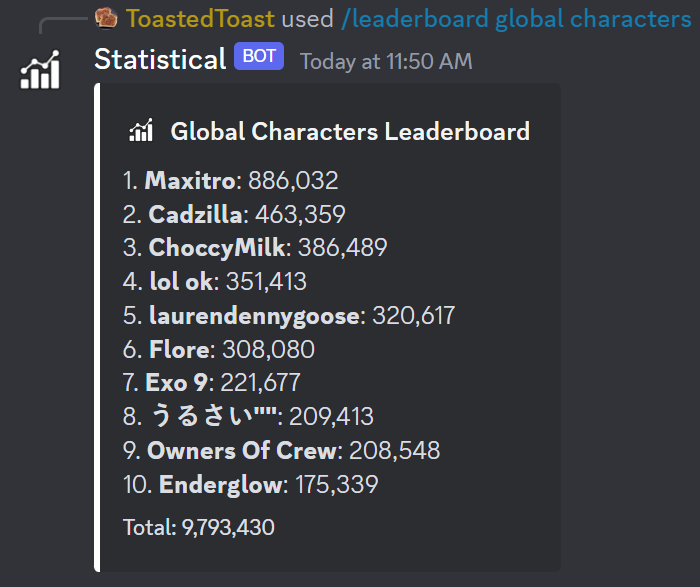 ToastedToast used /leaderboard global characters
Statistical BOT Today at 11:50 AM
Global Characters Leaderboard
1. Maxitro: 886,032
2. Cadzilla: 463,359
3. ChoccyMilk: 386,489
4. lol ok: 351,413
5. laurendennygoose: 320,617
6. Flore: 308,080
7. Exo 9: 221,677
8. うるさい"": 209,413
9. Owners Of Crew: 208,548
10. Enderglow: 175,339
Total: 9,793,430